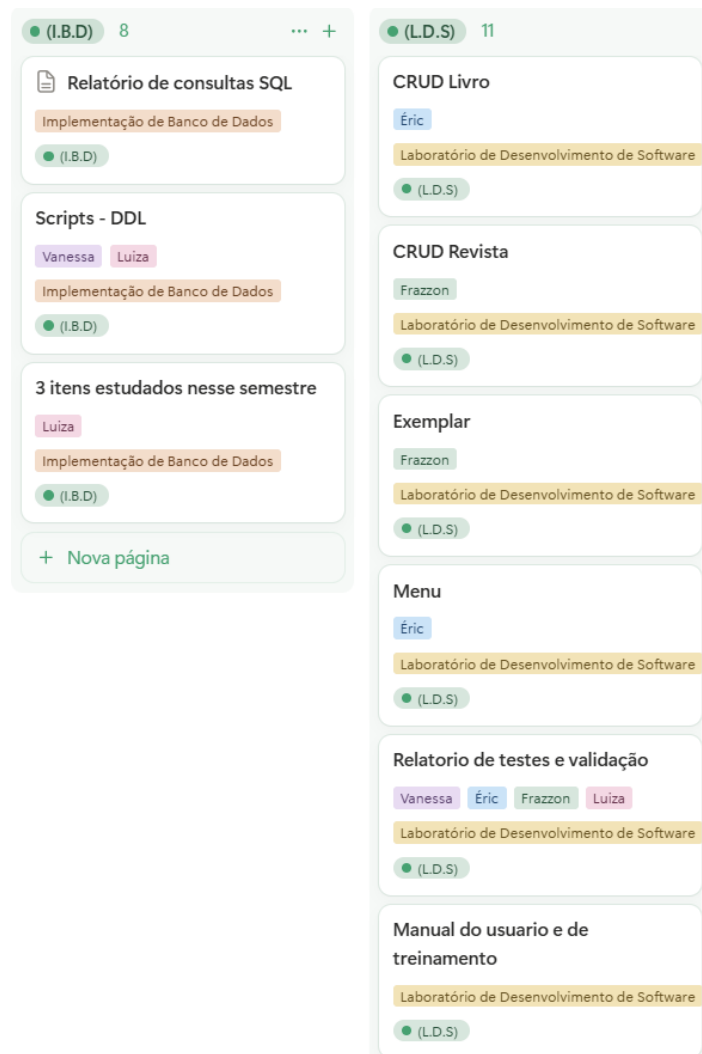 (I.B.D) 8 ... +
Relatório de consultas SQL
Implementação de Banco de Dados
(I.B.D)
Scripts - DDL
Vanessa Luiza
Implementação de Banco de Dados
(I.B.D)
3 itens estudados nesse semestre
Luiza
Implementação de Banco de Dados
(I.B.D)
+ Nova página
(L.D.S) 11
CRUD Livro
Éric
Laboratório de Desenvolvimento de Software
(L.D.S)
CRUD Revista
Frazzon
Laboratório de Desenvolvimento de Software
(L.D.S)
Exemplar
Frazzon
Laboratório de Desenvolvimento de Software
(L.D.S)
Menu
Éric
Laboratório de Desenvolvimento de Software
(L.D.S)
Relatorio de testes e validação
Vanessa Éric Frazzon Luiza
Laboratório de Desenvolvimento de Software
(L.D.S)
Manual do usuario e de
treinamento
Laboratório de Desenvolvimento de Software
(L.D.S)